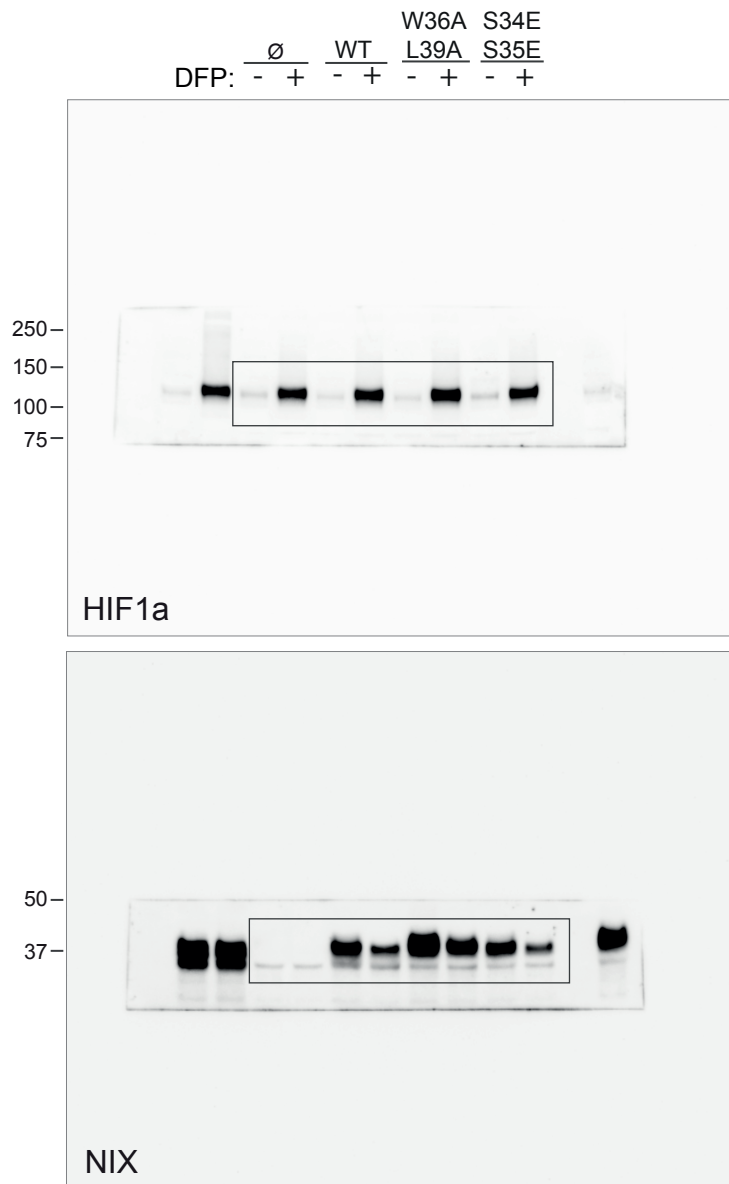 W36A S34E
ø WT L39A S35E
DFP: - + - + - + - +
250
150
100
75
HIF1a
50
37
NIX